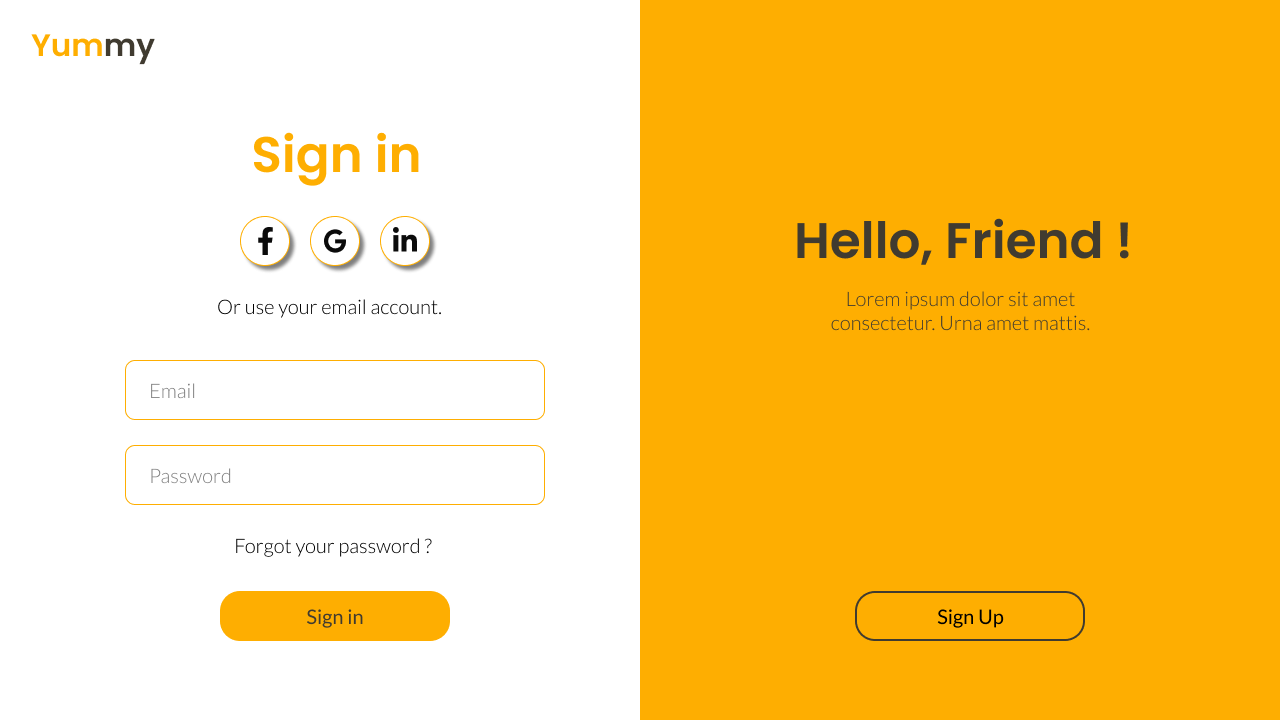 Yummy
Sign in
Or use your email account.
Email
Password
Forgot your password ?
Sign in
Hello, Friend !
Lorem ipsum dolor sit amet
consectetur. Urna amet mattis.
Sign Up